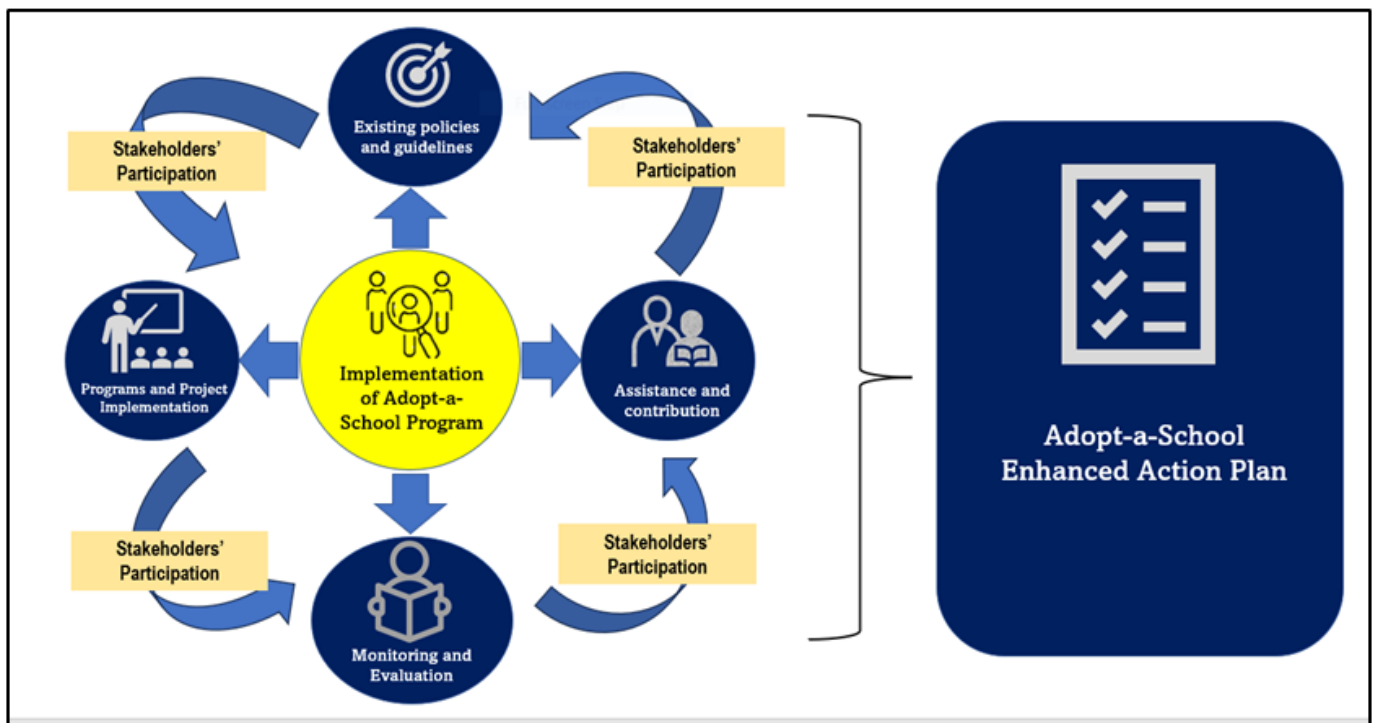 Existing policies
and guidelines
Stakeholders’
Participation
Stakeholders’
Participation
Programs and Project
Implementation
Implementation
of Adopt-a-
School Program
Assistance and
contribution
Stakeholders’
Participation
Stakeholders’
Participation
Monitoring and
Evaluation
Adopt-a-School
Enhanced Action Plan